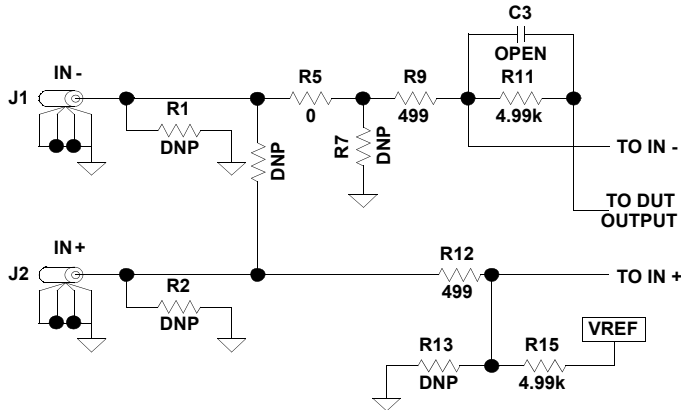 C3
OPEN
IN -
J1
R1
DNP
R5
0
R9
499
R11
4.99k
DNP
R7
DNP
TO IN -
TO DUT
OUTPUT
IN +
J2
R2
DNP
R12
499
TO IN +
VREF
R13
DNP
R15
4.99k